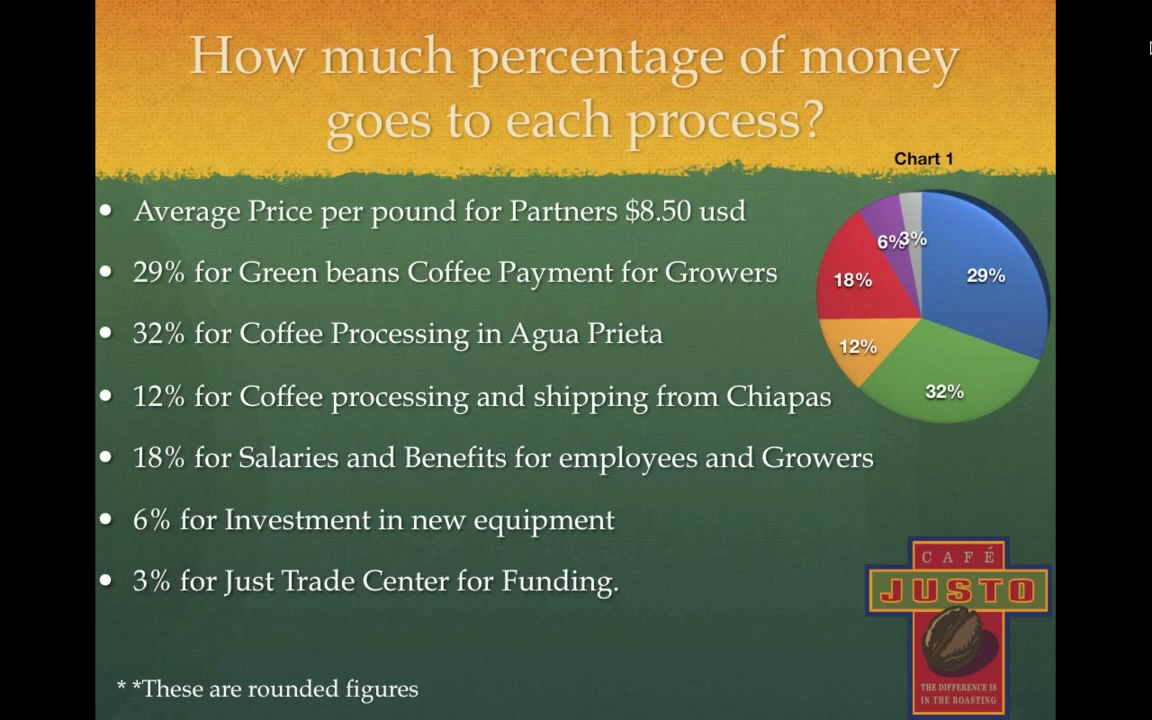 How much percentage of money
goes to each process?
Chart 1
• Average Price per pound for Partners $8.50 usd
• 29% for Green beans Coffee Payment for Growers
• 32% for Coffee Processing in Agua Prieta
• 12% for Coffee processing and shipping from Chiapas
• 18% for Salaries and Benefits for employees and Growers
• 6% for Investment in new equipment
• 3% for Just Trade Center for Funding.
* *These are rounded figures
6%
3%
29%
18%
12%
32%
CAFÉ
JUSTO
THE DIFFERENCE IS
IN THE ROASTING